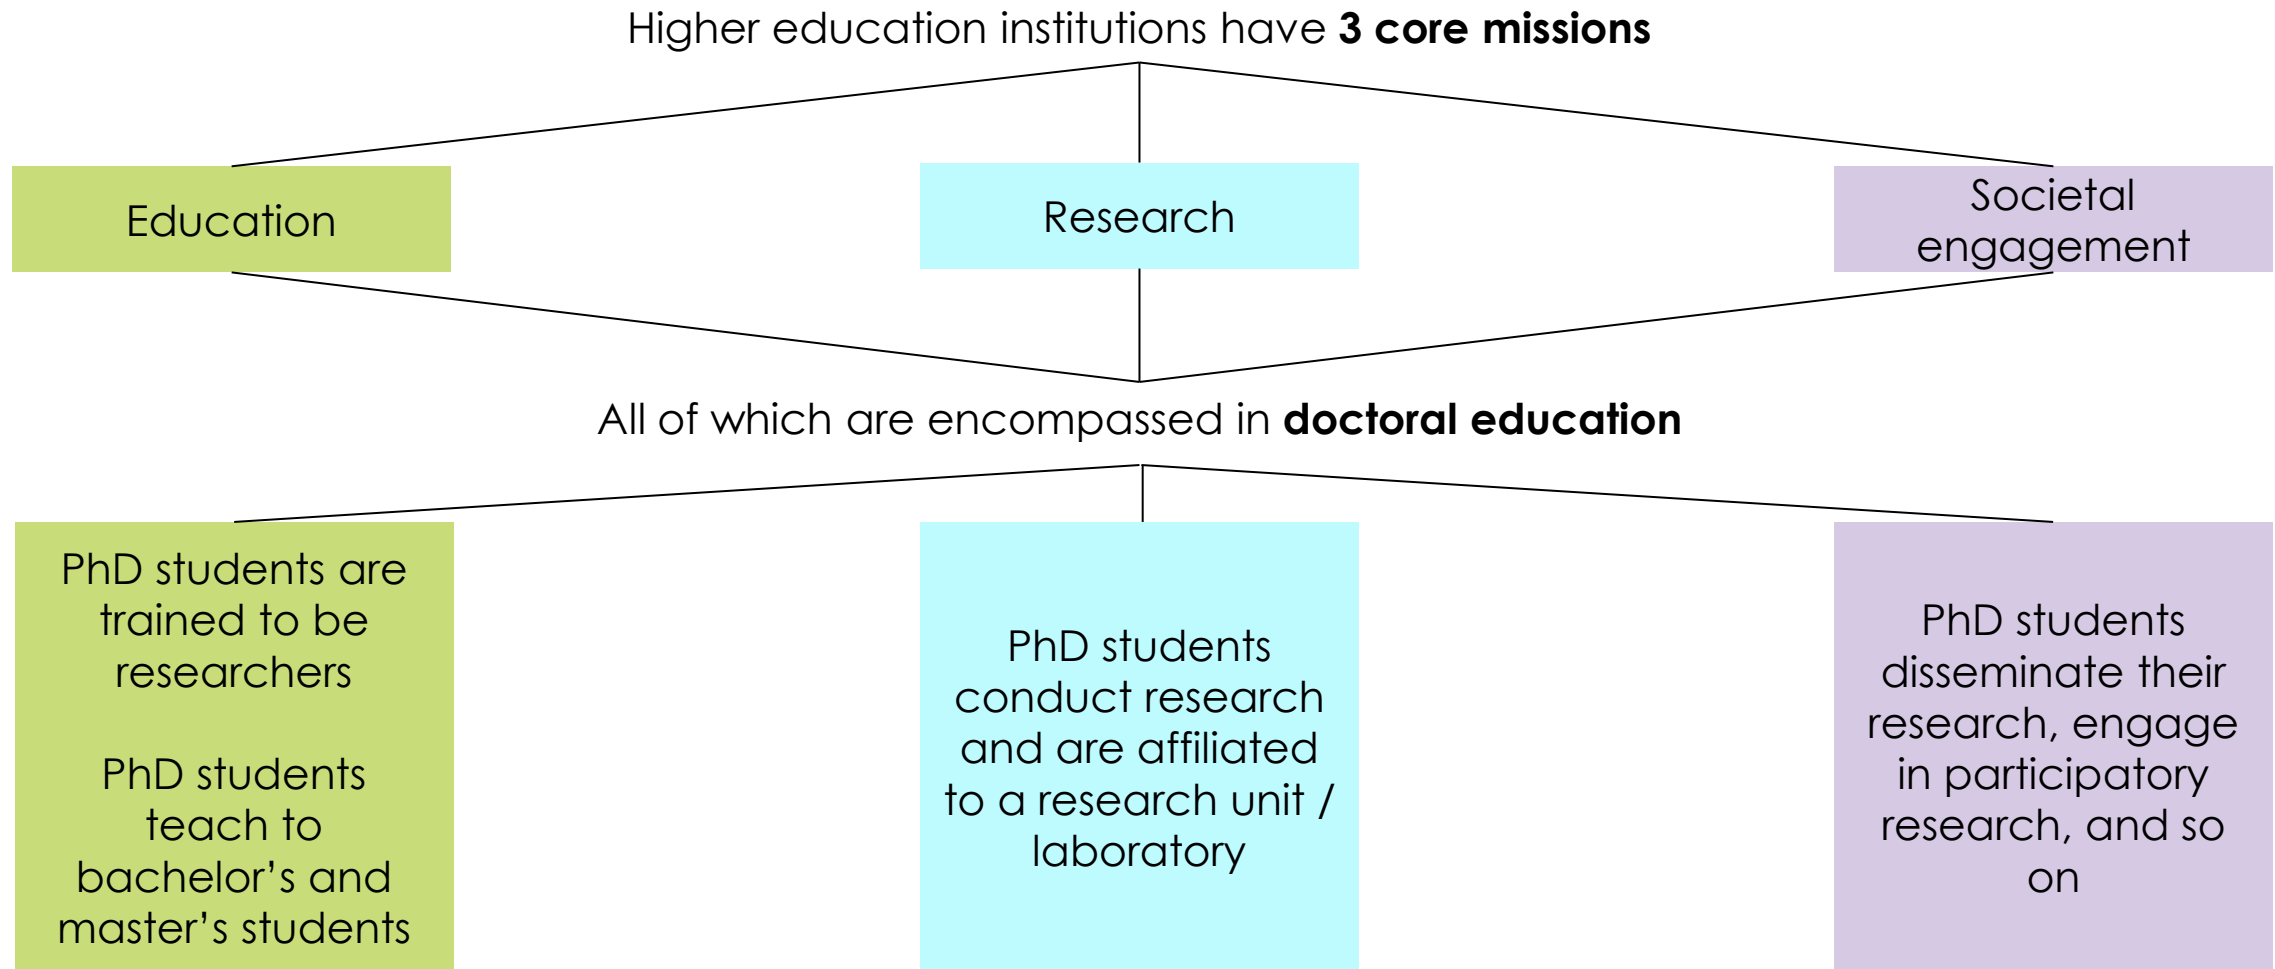 Higher education institutions have 3 core missions
Education
Research
Societal
engagement
All of which are encompassed in doctoral education
PhD students are
trained to be
researchers
PhD students
teach to
bachelor’s and
master’s students
PhD students
conduct research
and are affiliated
to a research unit /
laboratory
PhD students
disseminate their
research, engage
in participatory
research, and so
on